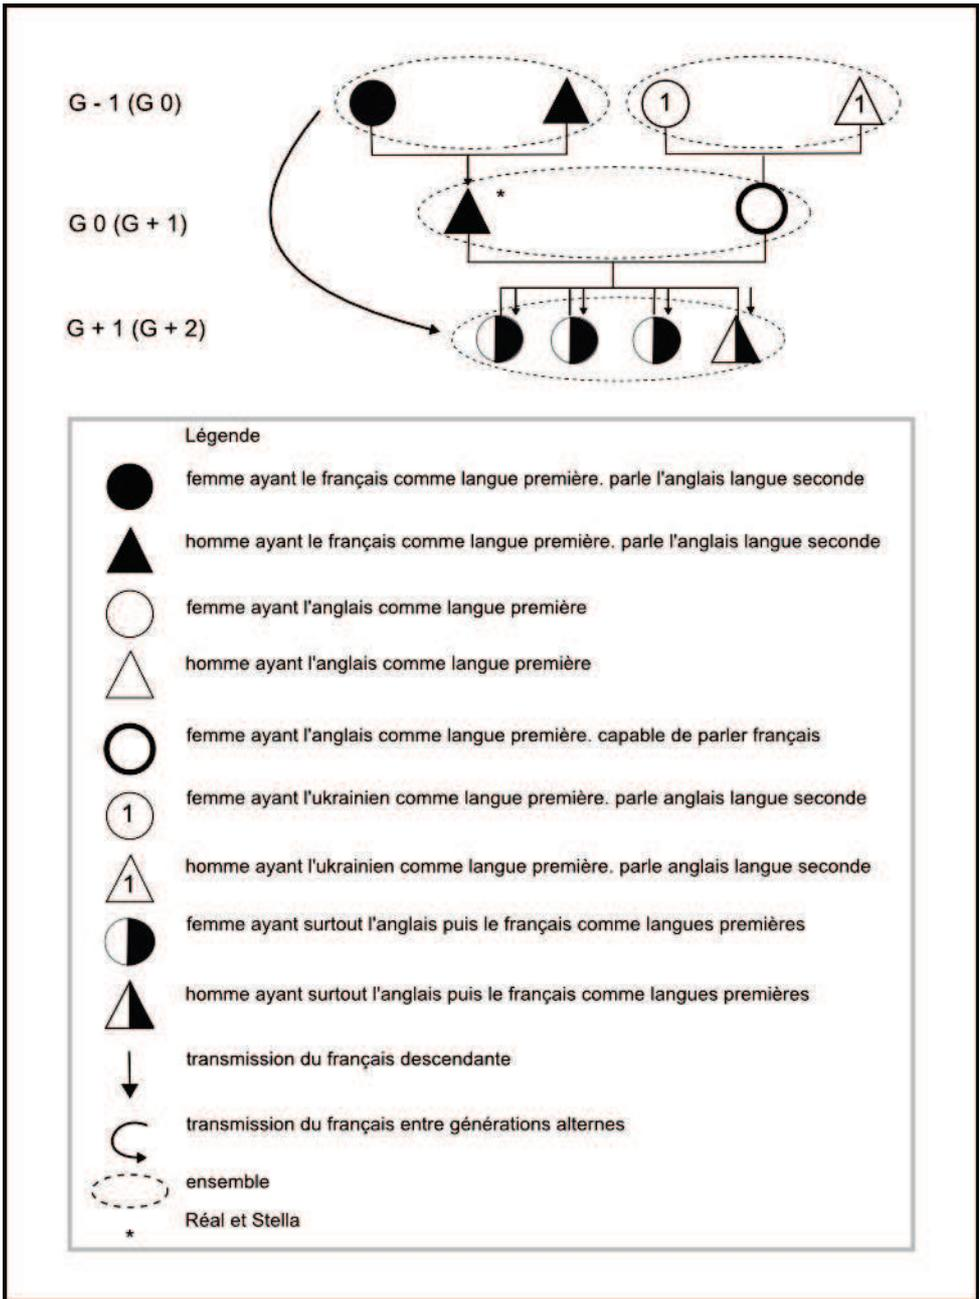 G - 1 (G 0)
1
1
*
G 0 (G + 1)
G + 1 (G + 2)
Légende
femme ayant le français comme langue première. parle l'anglais langue seconde
homme ayant le français comme langue première. parle l'anglais langue seconde
femme ayant l'anglais comme langue première
homme ayant l'anglais comme langue première
femme ayant l'anglais comme langue première. capable de parler français
1
femme ayant l'ukrainien comme langue première. parle anglais langue seconde
1
homme ayant l'ukrainien comme langue première. parle anglais langue seconde
femme ayant surtout l'anglais puis le français comme langues premières
homme ayant surtout l'anglais puis le français comme langues premières
transmission du français descendante
transmission du français entre générations alternes
ensemble
* Réal et Stella